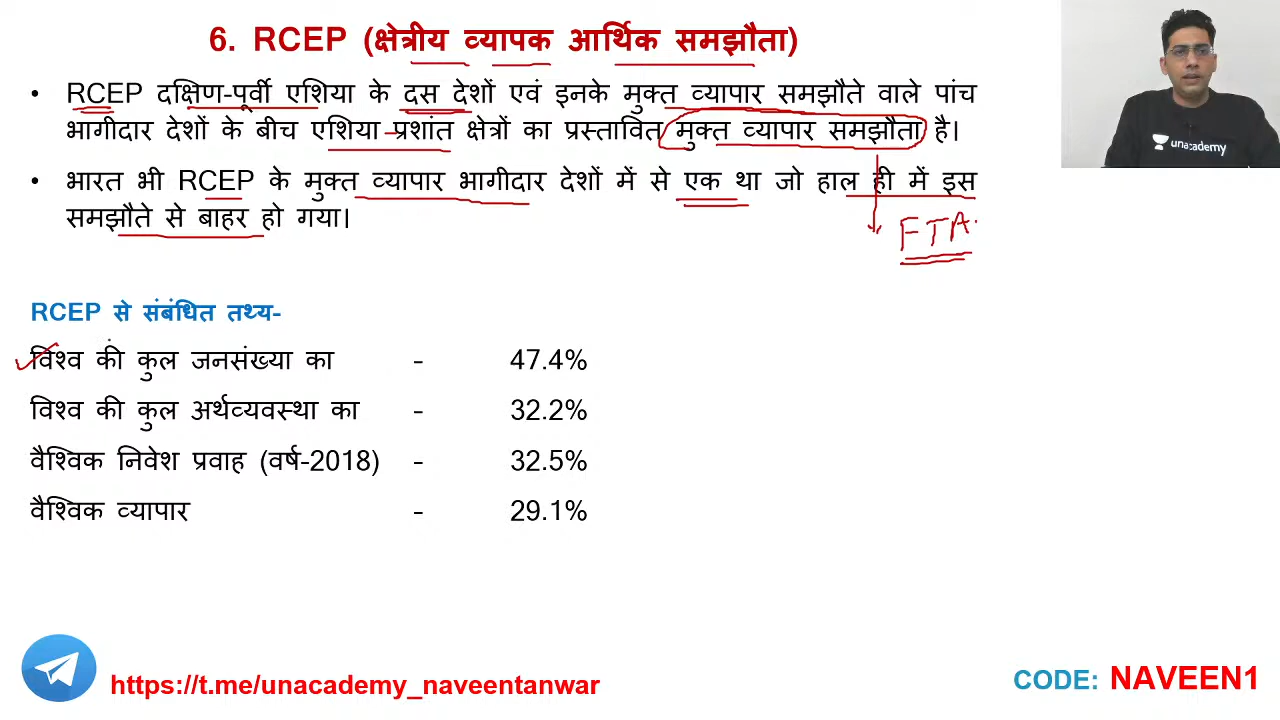 6. RCEP (क्षेत्रीय व्यापक आर्थिक समझौता)
• RCEP दक्षिण-पूर्वी एशिया के दस देशों एवं इनके मुक्त व्यापार समझौते वाले पांच
भागीदार देशों के बीच एशिया-प्रशांत क्षेत्रों का प्रस्तावित मुक्त व्यापार समझौता है।
• भारत भी RCEP के मुक्त व्यापार भागीदार देशों में से एक था जो हाल ही में इस
समझौते से बाहर हो गया।
FTA
unacademy
RCEP से संबंधित तथ्य-
विश्व की कुल जनसंख्या का - 47.4%
विश्व की कुल अर्थव्यवस्था का - 32.2%
वैश्विक निवेश प्रवाह (वर्ष-2018) - 32.5%
वैश्विक व्यापार - 29.1%
https://t.me/unacademy_naveentanwar
CODE: NAVEEN1